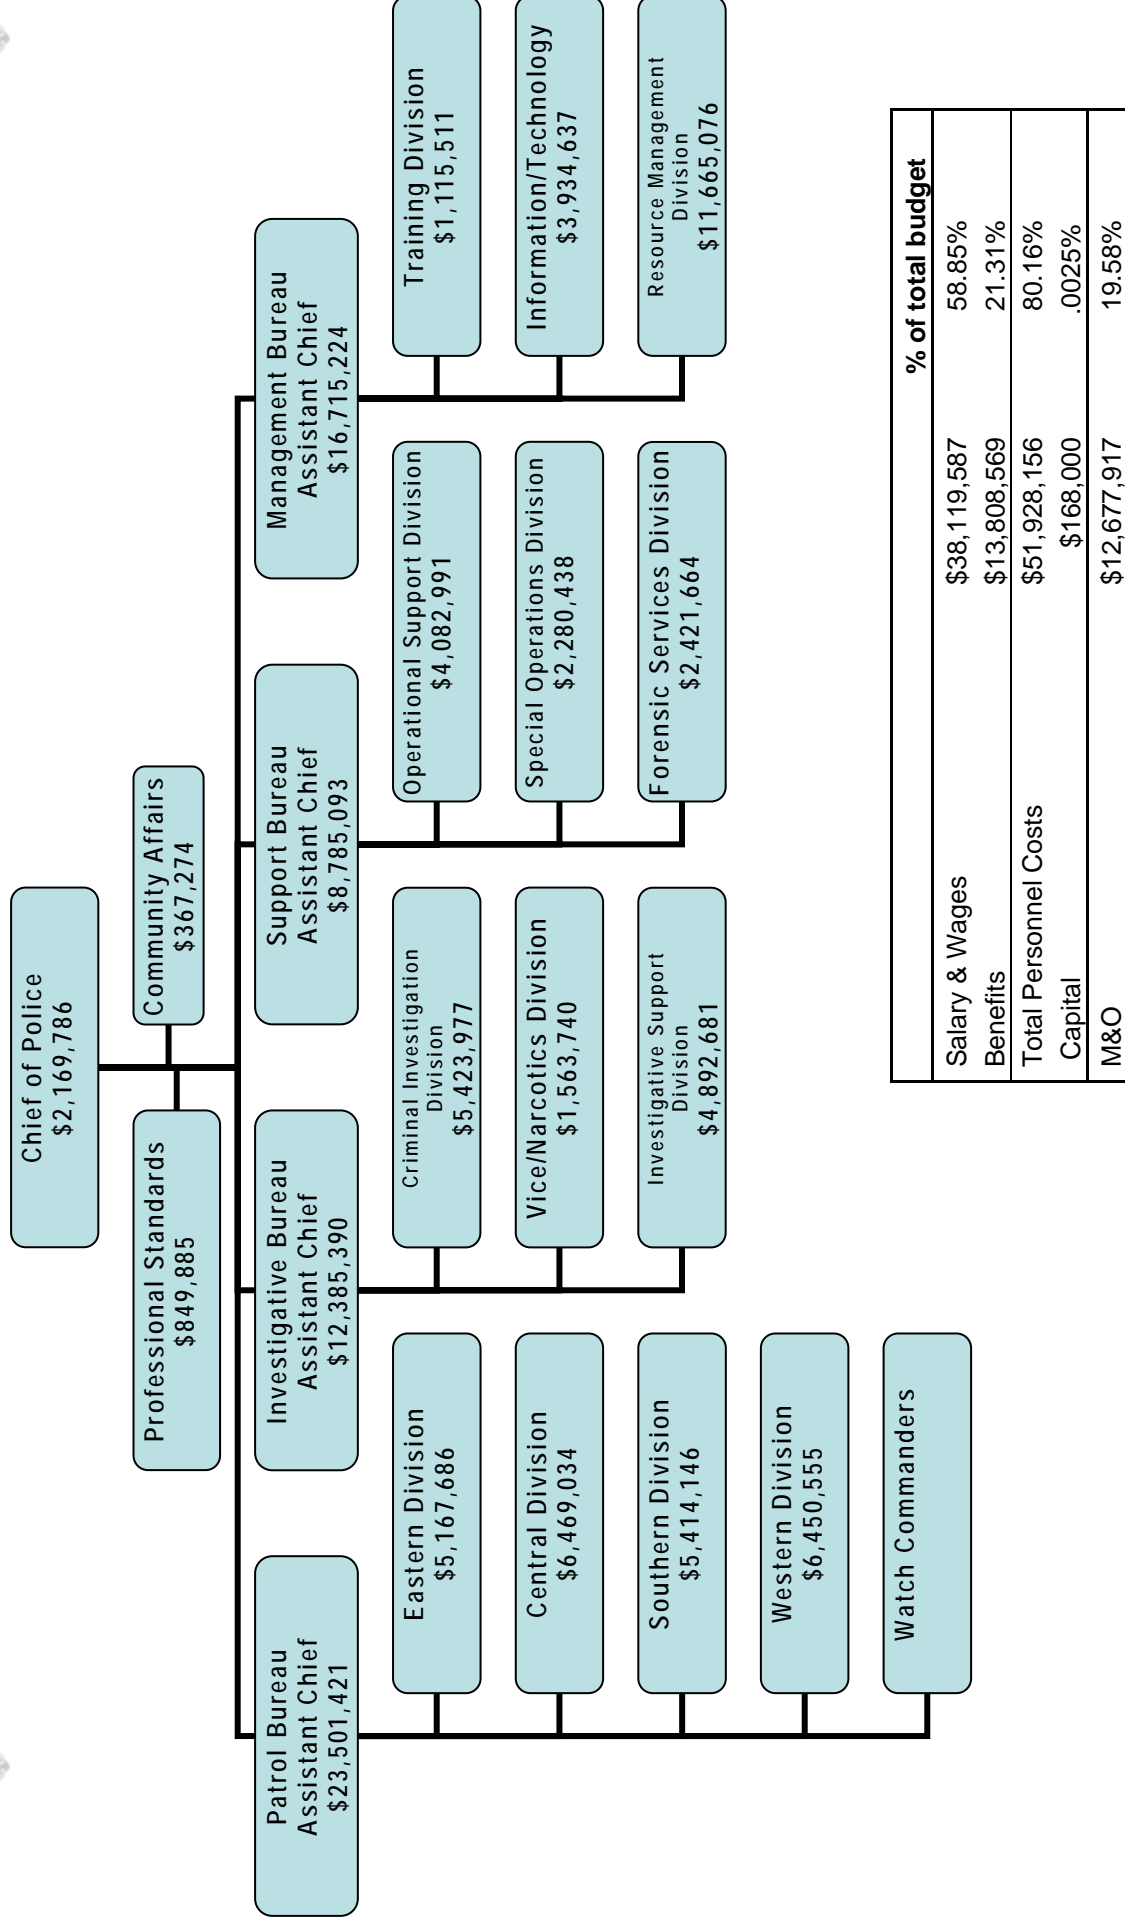 Chief of Police
$2,169,786
Professional Standards
$849,885
Community Affairs
$367,274
Patrol Bureau
Assistant Chief
$23,501,421
Eastern Division
$5,167,686
Central Division
$6,469,034
Southern Division
$5,414,146
Western Division
$6,450,555
Watch Commanders
Investigative Bureau
Assistant Chief
$12,385,390
Criminal Investigation
Division
$5,423,977
Vice/Narcotics Division
$1,563,740
Investigative Support
Division
$4,892,681
Support Bureau
Assistant Chief
$8,785,093
Operational Support Division
$4,082,991
Special Operations Division
$2,280,438
Forensic Services Division
$2,421,664
Management Bureau
Assistant Chief
$16,715,224
Training Division
$1,115,511
Information/Technology
$3,934,637
Resource Management
Division
$11,665,076
% of total budget
Salary & Wages $38,119,587 58.85%
Benefits $13,808,569 21.31%
Total Personnel Costs $51,928,156 80.16%
Capital $168,000 .0025%
M&O $12,677,917 19.58%